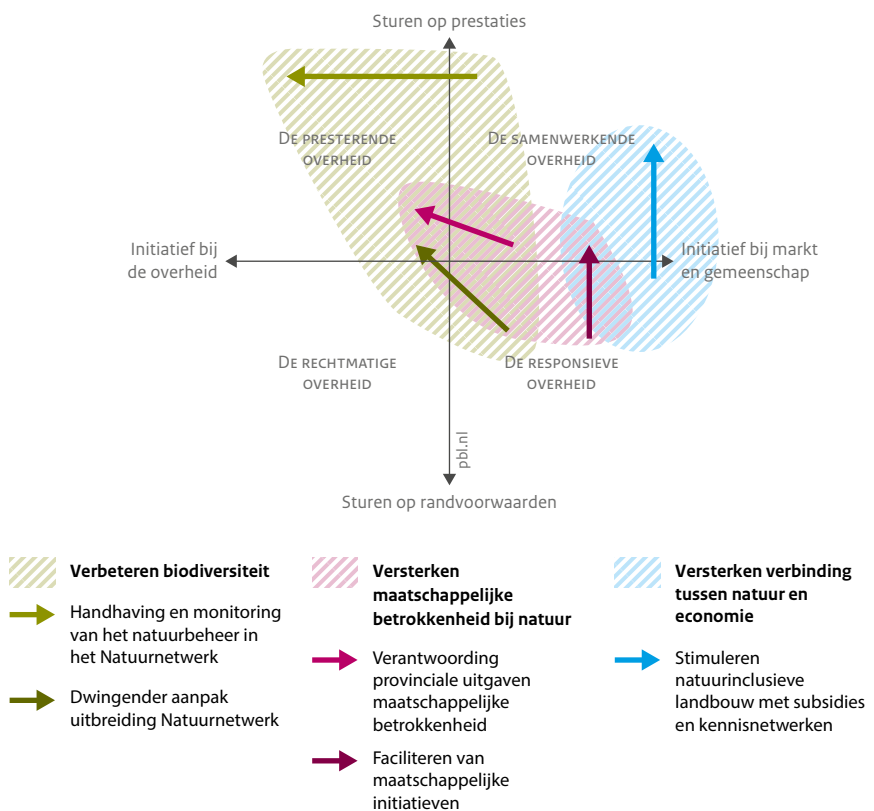 Sturen op prestaties
De presterende
overheid
De samenwerkende
overheid
Initiatief bij
de overheid
Initiatief bij markt
en gemeenschap
De rechtmatige
overheid
De responsieve
overheid
pbl.nl
Sturen op randvoorwaarden
Verbeteren biodiversiteit
Handhaving en monitoring
van het natuurbeheer in
het Natuurnetwerk
Dwingender aanpak
uitbreiding Natuurnetwerk
Versterken
maatschappelijke
betrokkenheid bij natuur
Verantwoording
provinciale uitgaven
maatschappelijke
betrokkenheid
Faciliteren van
maatschappelijke
initiatieven
Versterken verbinding
tussen natuur en
economie
Stimuleren
natuurinclusieve
landbouw met subsidies
en kennisnetwerken